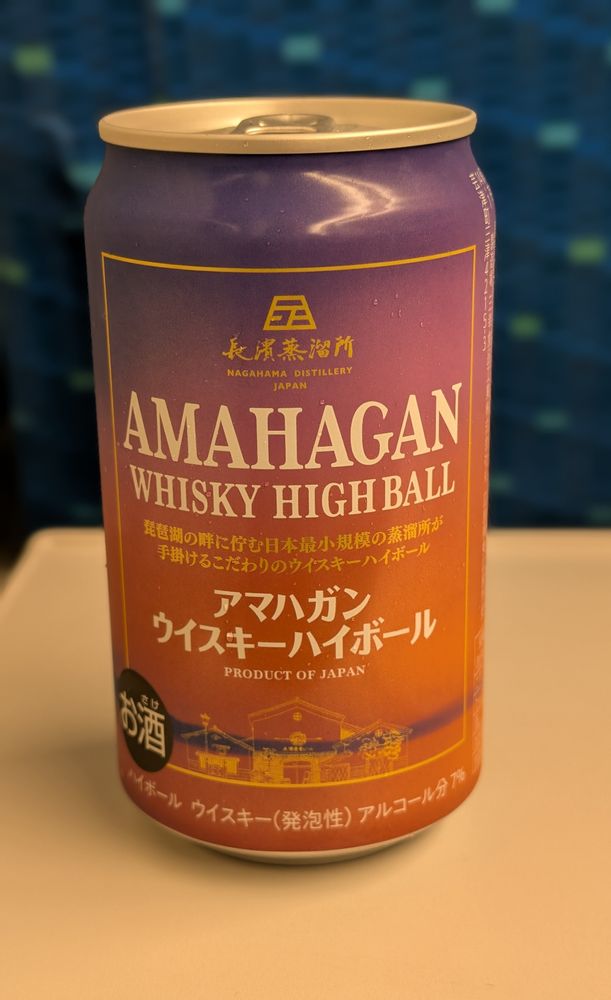 長濱蒸溜所
NAGAHAMA DISTILLERY
JAPAN
AMAHAGAN
WHISKY HIGHBALL
琵琶湖の畔に佇む日本最小規模の蒸溜所が
手掛けるこだわりのウイスキーハイボール
アマハガン
ウイスキーハイボール
PRODUCT OF JAPAN
さけ
お酒
ハイボール ウイスキー(発泡性) アルコール分 7%